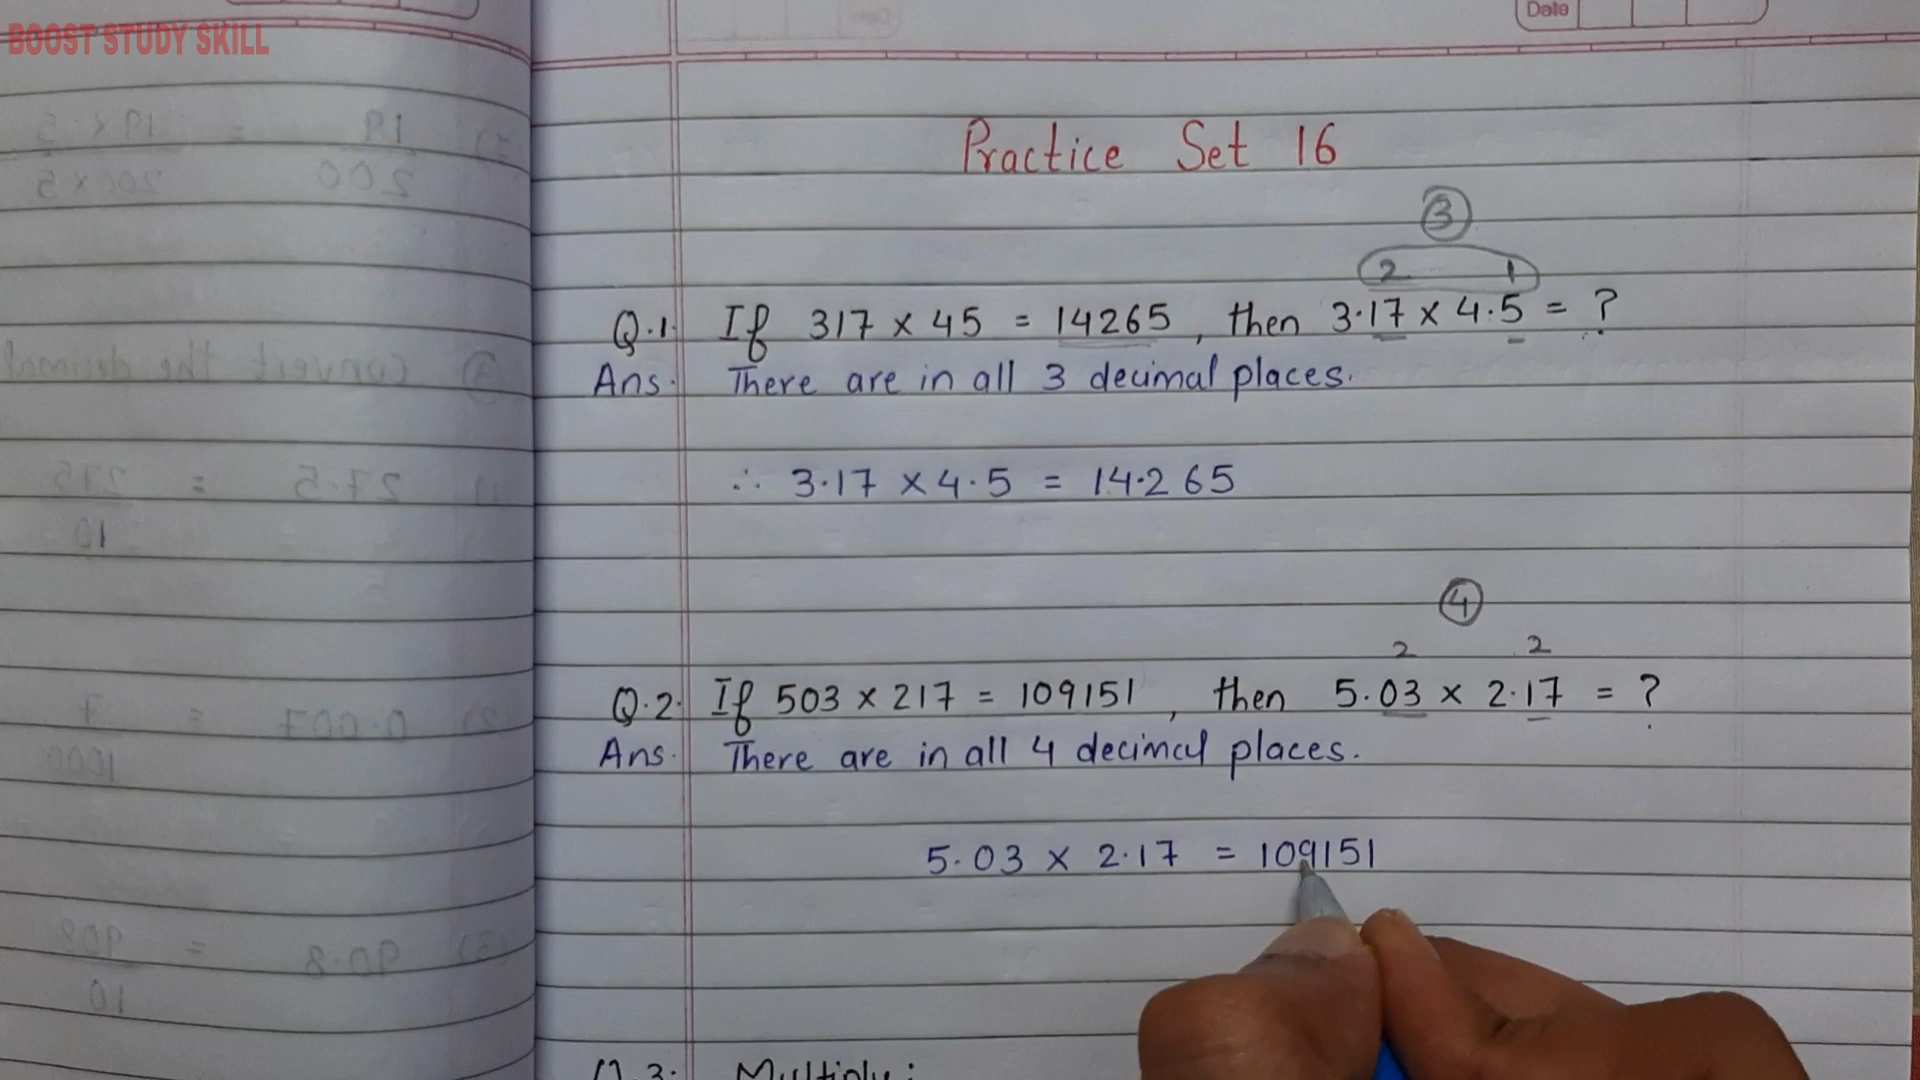 BOOST STUDY SKILL
Date
Practice Set 16
3
2 1
Q.1. If 317 × 45 = 14265, then 3.17 × 4.5 = ?
Ans. There are in all 3 decimal places.
∴ 3.17 × 4.5 = 14.265
4
2 2
Q.2. If 503 × 217 = 109151, then 5.03 × 2.17 = ?
Ans. There are in all 4 decimal places.
5.03 × 2.17 = 109151
Q.3. Multiply: